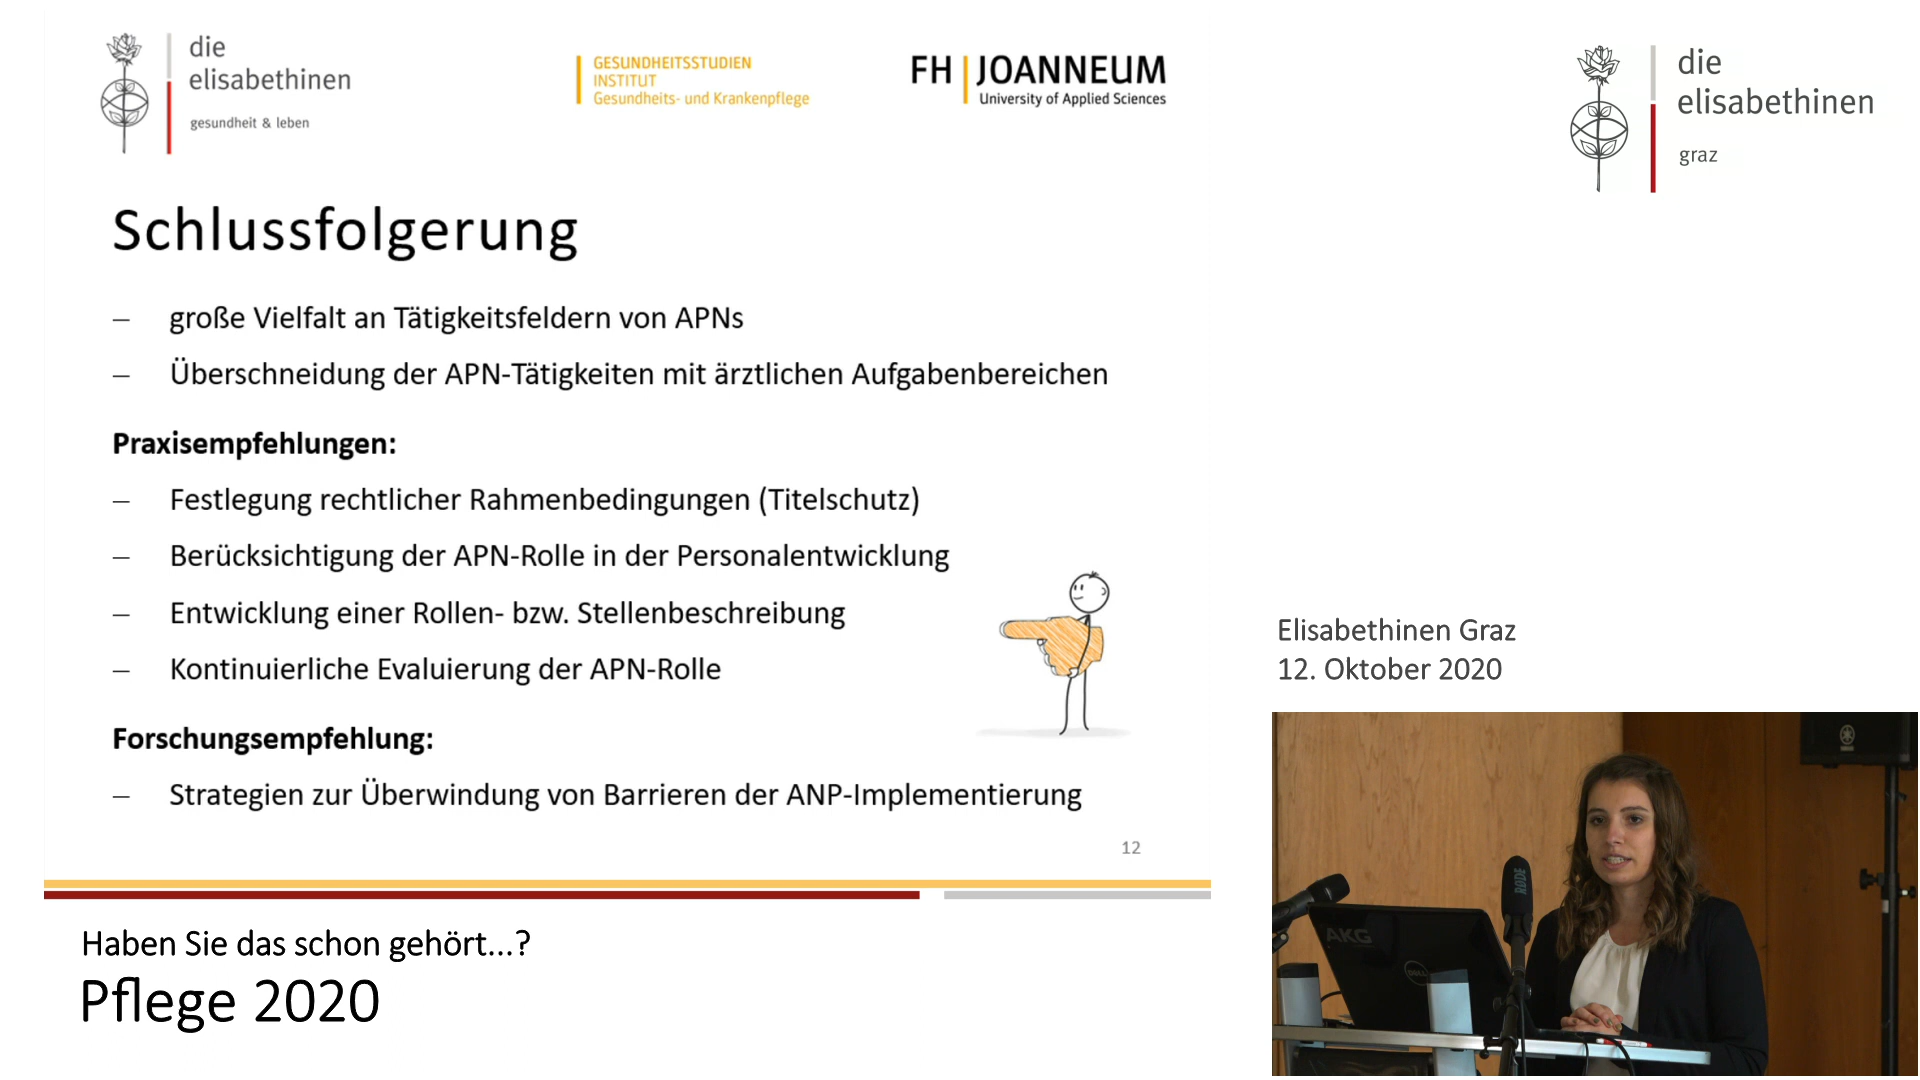 die
elisabethinen
gesundheit & leben
GESUNDHEITSSTUDIEN
INSTITUT
Gesundheits- und Krankenpflege
FH JOANNEUM
University of Applied Sciences
die
elisabethinen
graz
Schlussfolgerung
– große Vielfalt an Tätigkeitsfeldern von APNs
– Überschneidung der APN-Tätigkeiten mit ärztlichen Aufgabenbereichen
Praxisempfehlungen:
– Festlegung rechtlicher Rahmenbedingungen (Titelschutz)
– Berücksichtigung der APN-Rolle in der Personalentwicklung
– Entwicklung einer Rollen- bzw. Stellenbeschreibung
– Kontinuierliche Evaluierung der APN-Rolle
Forschungsempfehlung:
– Strategien zur Überwindung von Barrieren der ANP-Implementierung
12
Elisabethinen Graz
12. Oktober 2020
AKG
DELL
RØDE
Haben Sie das schon gehört...?
Pflege 2020